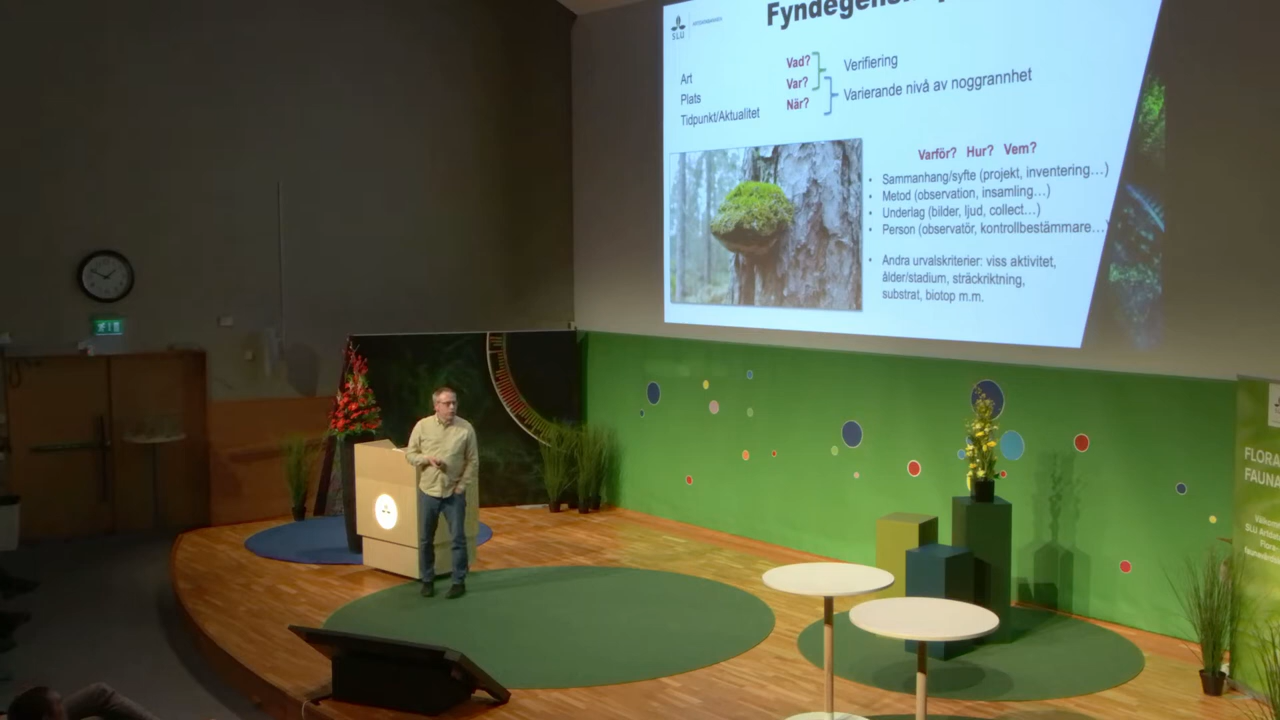 Fyndegens
SLU
Art
Plats
Tidpunkt/Aktualitet
Vad?
Var?
När?
Verifiering
Varierande nivå av noggrannhet
Varför? Hur? Vem?
• Sammanhang/syfte (projekt, inventering…)
• Metod (observation, insamling…)
• Underlag (bilder, ljud, collect…)
• Person (observatör, kontrollbestämmare…
• Andra urvalskriterier: viss aktivitet,
ålder/stadium, sträckriktning,
substrat, biotop m.m.
FLORA
FAUNA
SLU